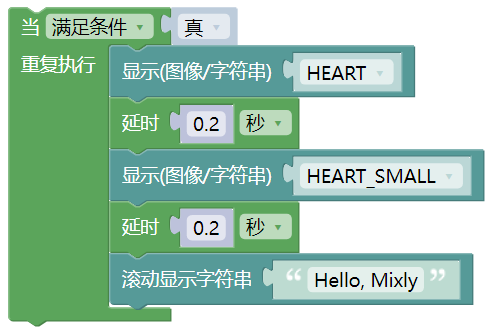 当 满足条件 真
重复执行
显示(图像/字符串) HEART
延时 0.2 秒
显示(图像/字符串) HEART_SMALL
延时 0.2 秒
滚动显示字符串 “ Hello, Mixly ”